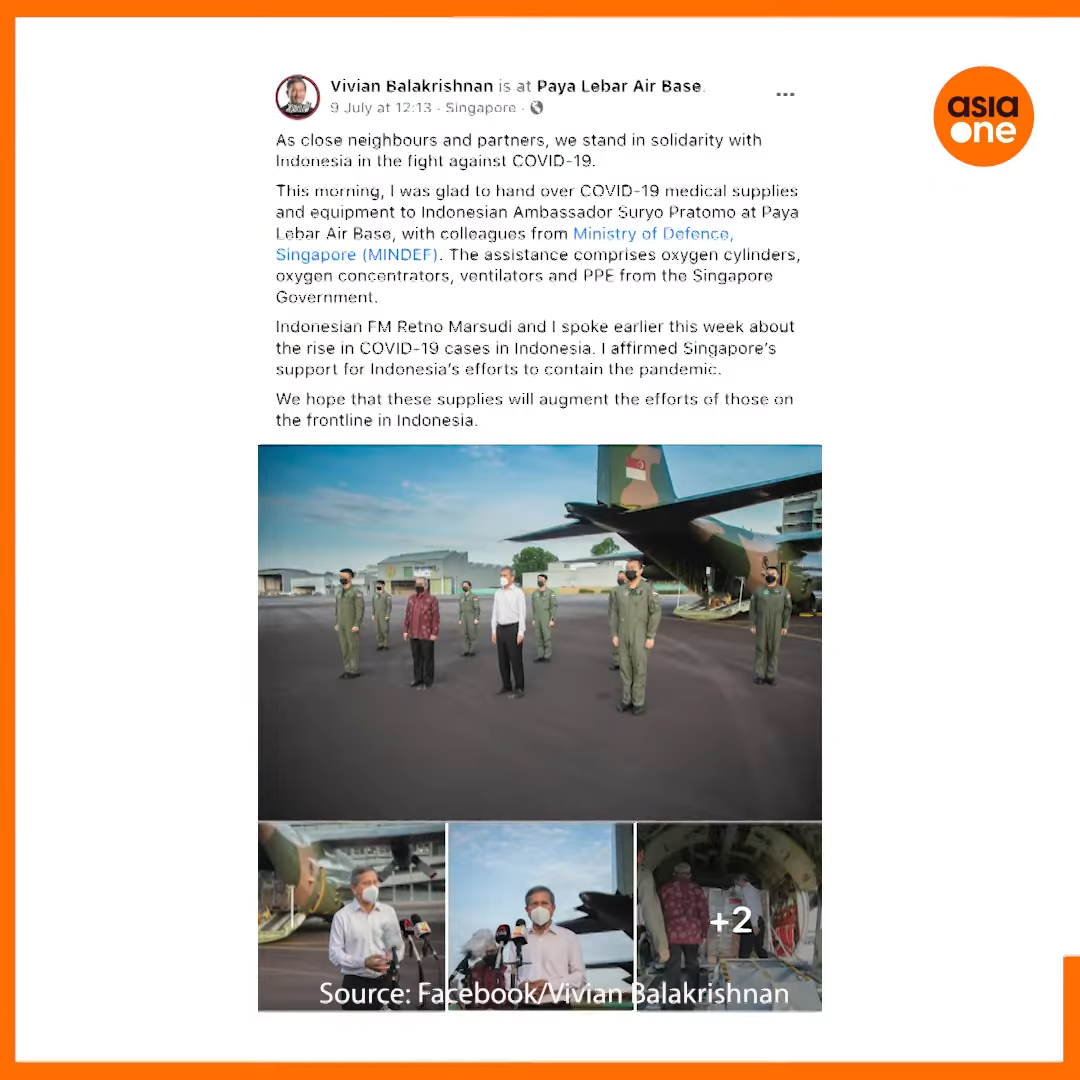 Vivian Balakrishnan is at Paya Lebar Air Base.
9 July at 12:13 · Singapore ·
asia
one
As close neighbours and partners, we stand in solidarity with
Indonesia in the fight against COVID-19.
This morning, I was glad to hand over COVID-19 medical supplies
and equipment to Indonesian Ambassador Suryo Pratomo at Paya
Lebar Air Base, with colleagues from Ministry of Defence,
Singapore (MINDEF). The assistance comprises oxygen cylinders,
oxygen concentrators, ventilators and PPE from the Singapore
Government.
Indonesian FM Retno Marsudi and I spoke earlier this week about
the rise in COVID-19 cases in Indonesia. I affirmed Singapore's
support for Indonesia's efforts to contain the pandemic.
We hope that these supplies will augment the efforts of those on
the frontline in Indonesia.
+2
Source: Facebook/Vivian Balakrishnan